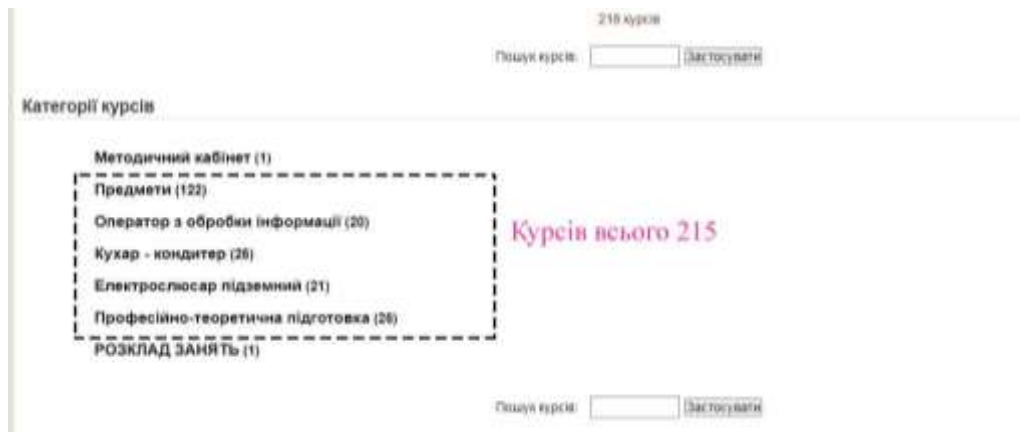 218 курсів
Пошук курсів: Застосувати
Категорії курсів
Методичний кабінет (1)
Предмети (122)
Оператор з обробки інформації (20)
Кухар - кондитер (26)
Курсів всього 215
Електрослюсар підземний (21)
Професійно-теоретична підготовка (26)
РОЗКЛАД ЗАНЯТЬ (1)
Пошук курсів: Застосувати